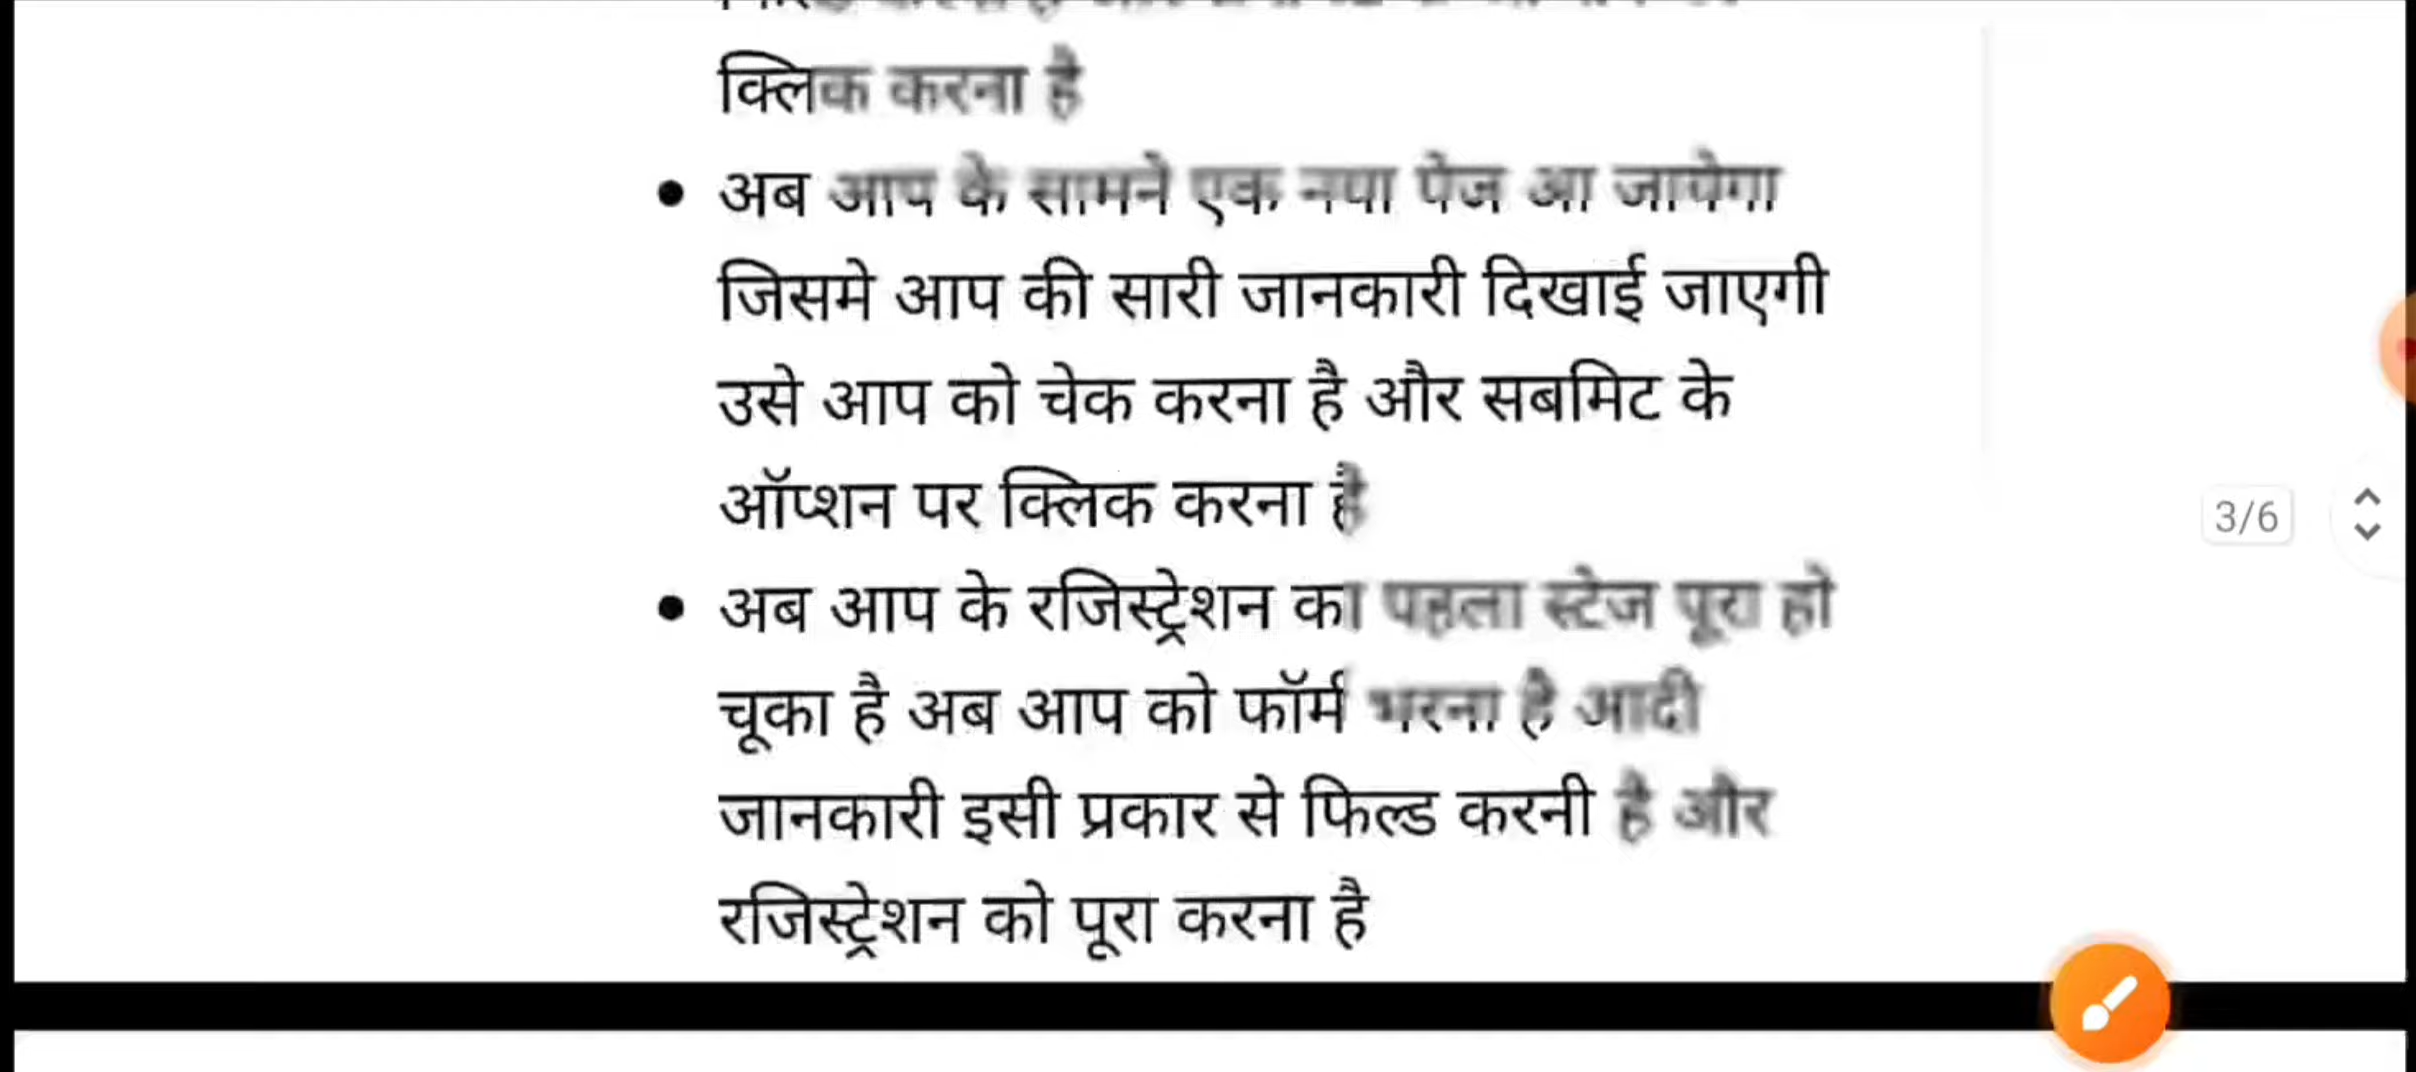 क्लिक करना है
• अब आप के सामने एक नया पेज आ जायेगा
जिसमे आप की सारी जानकारी दिखाई जाएगी
उसे आप को चेक करना है और सबमिट के
ऑप्शन पर क्लिक करना है
• अब आप के रजिस्ट्रेशन का पहला स्टेज पूरा हो
चूका है अब आप को फॉर्म भरना है आदी
जानकारी इसी प्रकार से फिल्ड करनी है और
रजिस्ट्रेशन को पूरा करना है
3/6